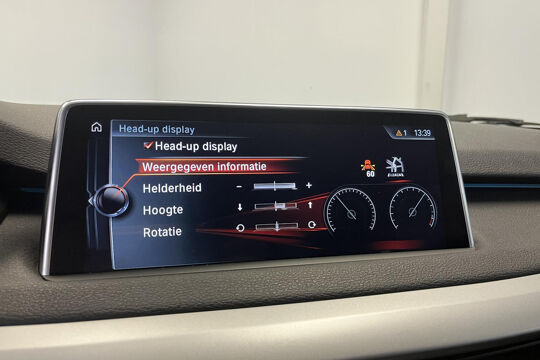 Head-up display
1 13:39
Head-up display
Weergegeven informatie
Helderheid - +
Hoogte
Rotatie
60